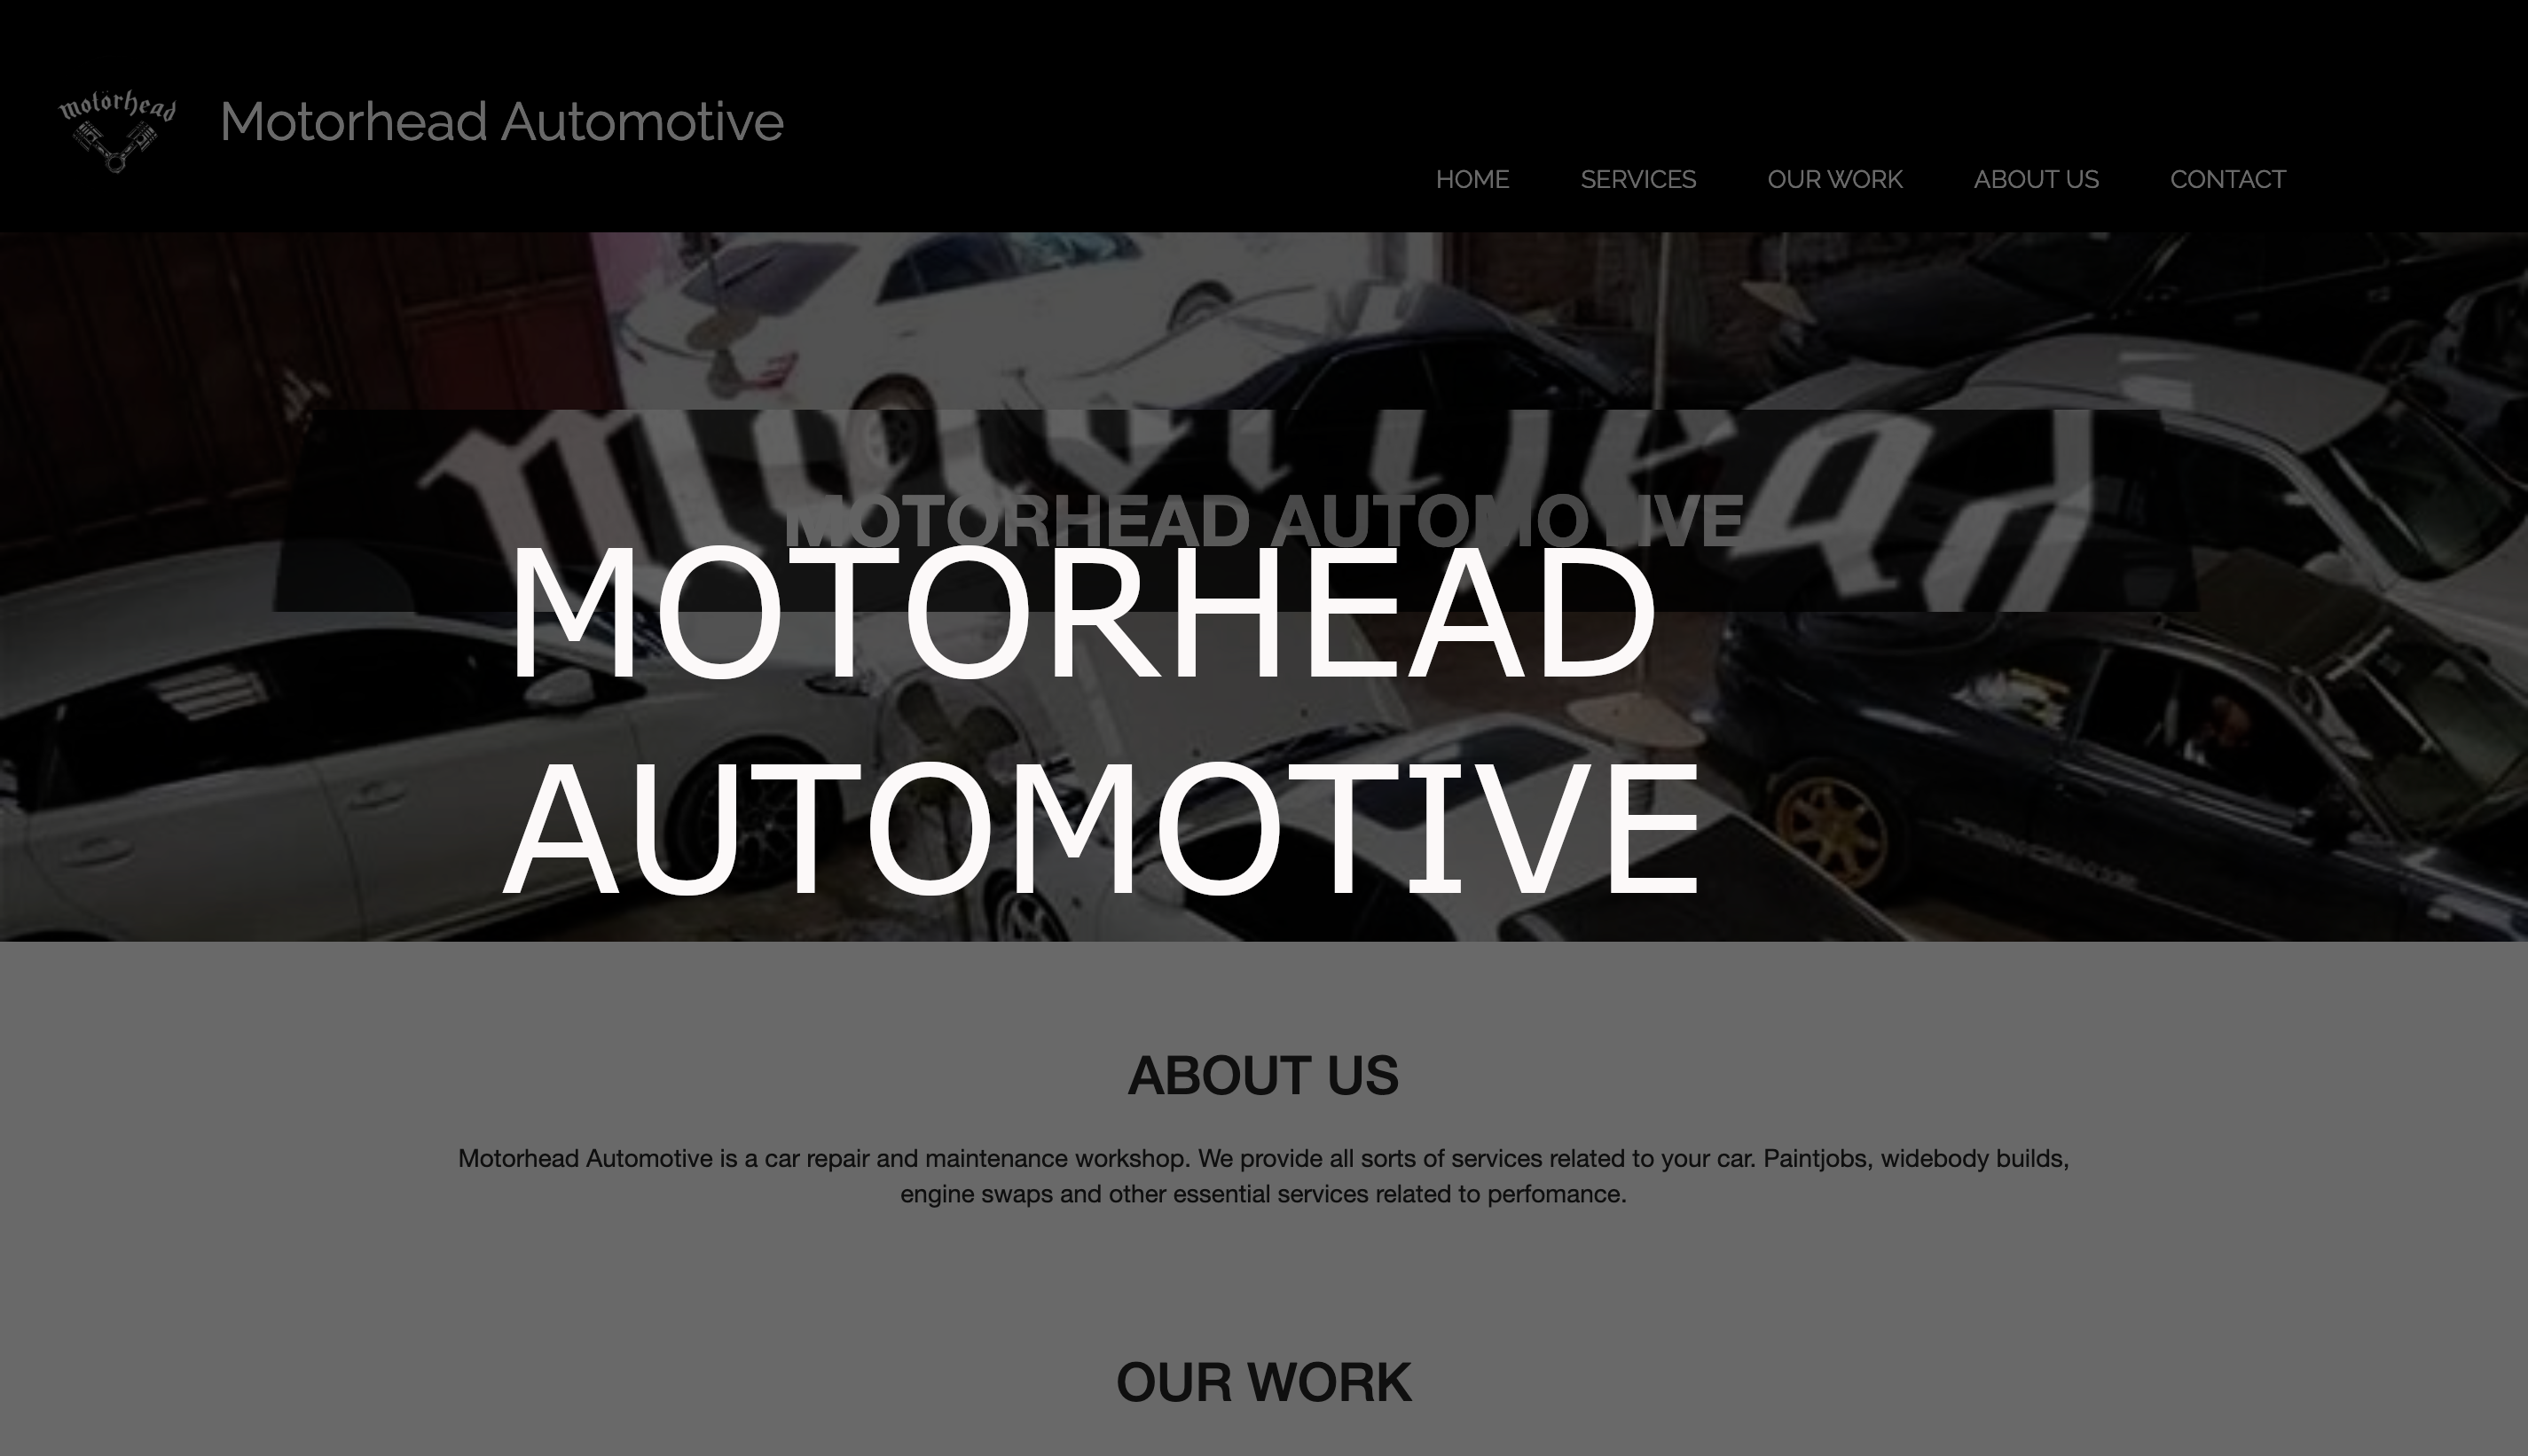 motörhead
Motorhead Automotive
HOME SERVICES OUR WORK ABOUT US CONTACT
motorhead
MOTORHEAD AUTOMOTIVE
MOTORHEAD
AUTOMOTIVE
ABOUT US
Motorhead Automotive is a car repair and maintenance workshop. We provide all sorts of services related to your car. Paintjobs, widebody builds,
engine swaps and other essential services related to perfomance.
OUR WORK